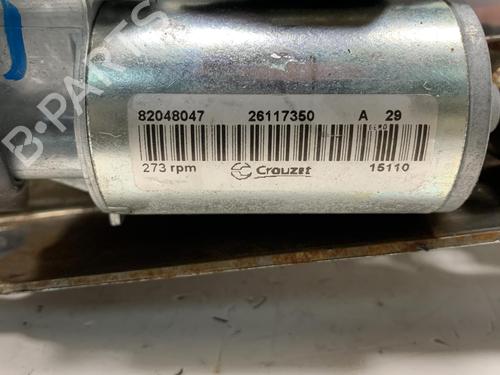 B-PARTS
82048047 26117350 A 29
273 rpm Crouzet 15110